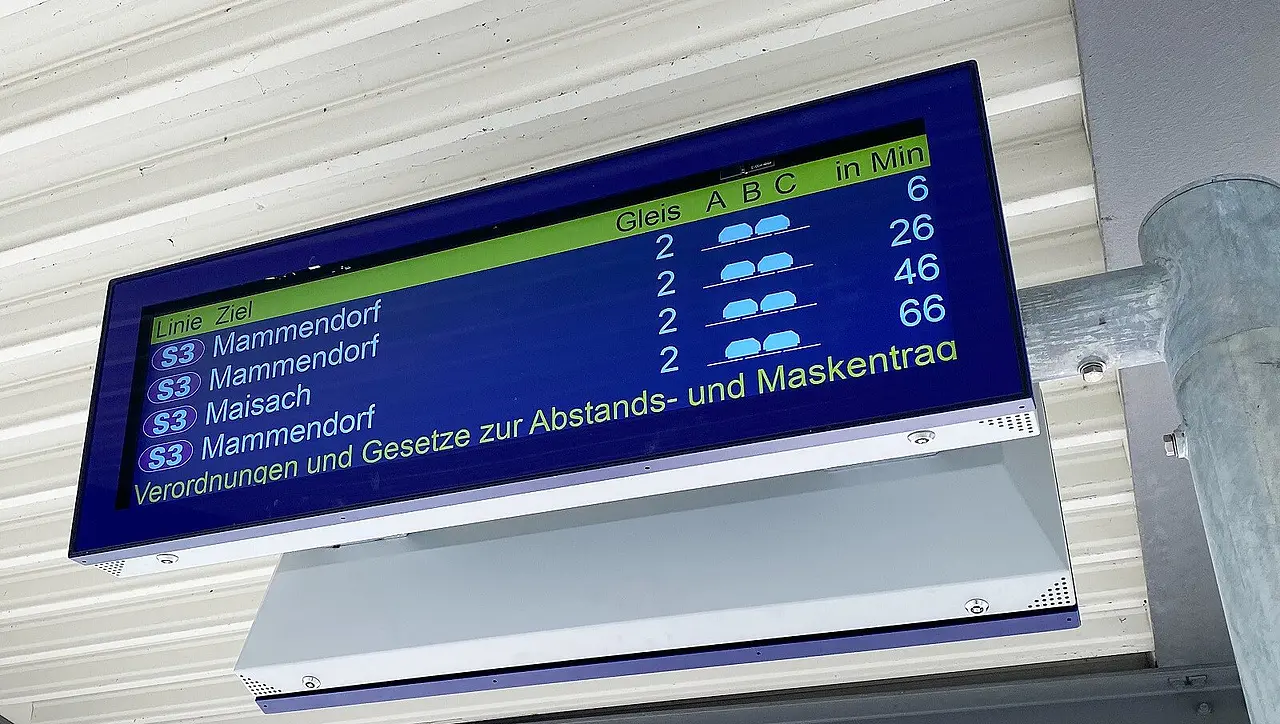 Linie Ziel Gleis A B C in Min
S3 Mammendorf 2 6
S3 Mammendorf 2 26
S3 Maisach 2 46
S3 Mammendorf 2 66
Verordnungen und Gesetze zur Abstands- und Maskentrag